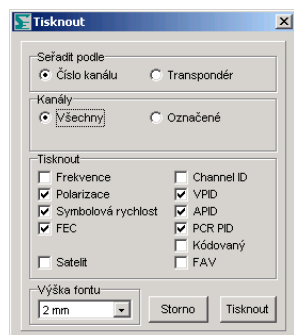 Tisknout
Seřadit podle
Číslo kanálu Transpondér
Kanály
Všechny Označené
Tisknout
Frekvence Channel ID
Polarizace VPID
Symbolová rychlost APID
FEC PCR PID
Kódovaný
Satelit FAV
Výška fontu
2 mm Storno Tisknout